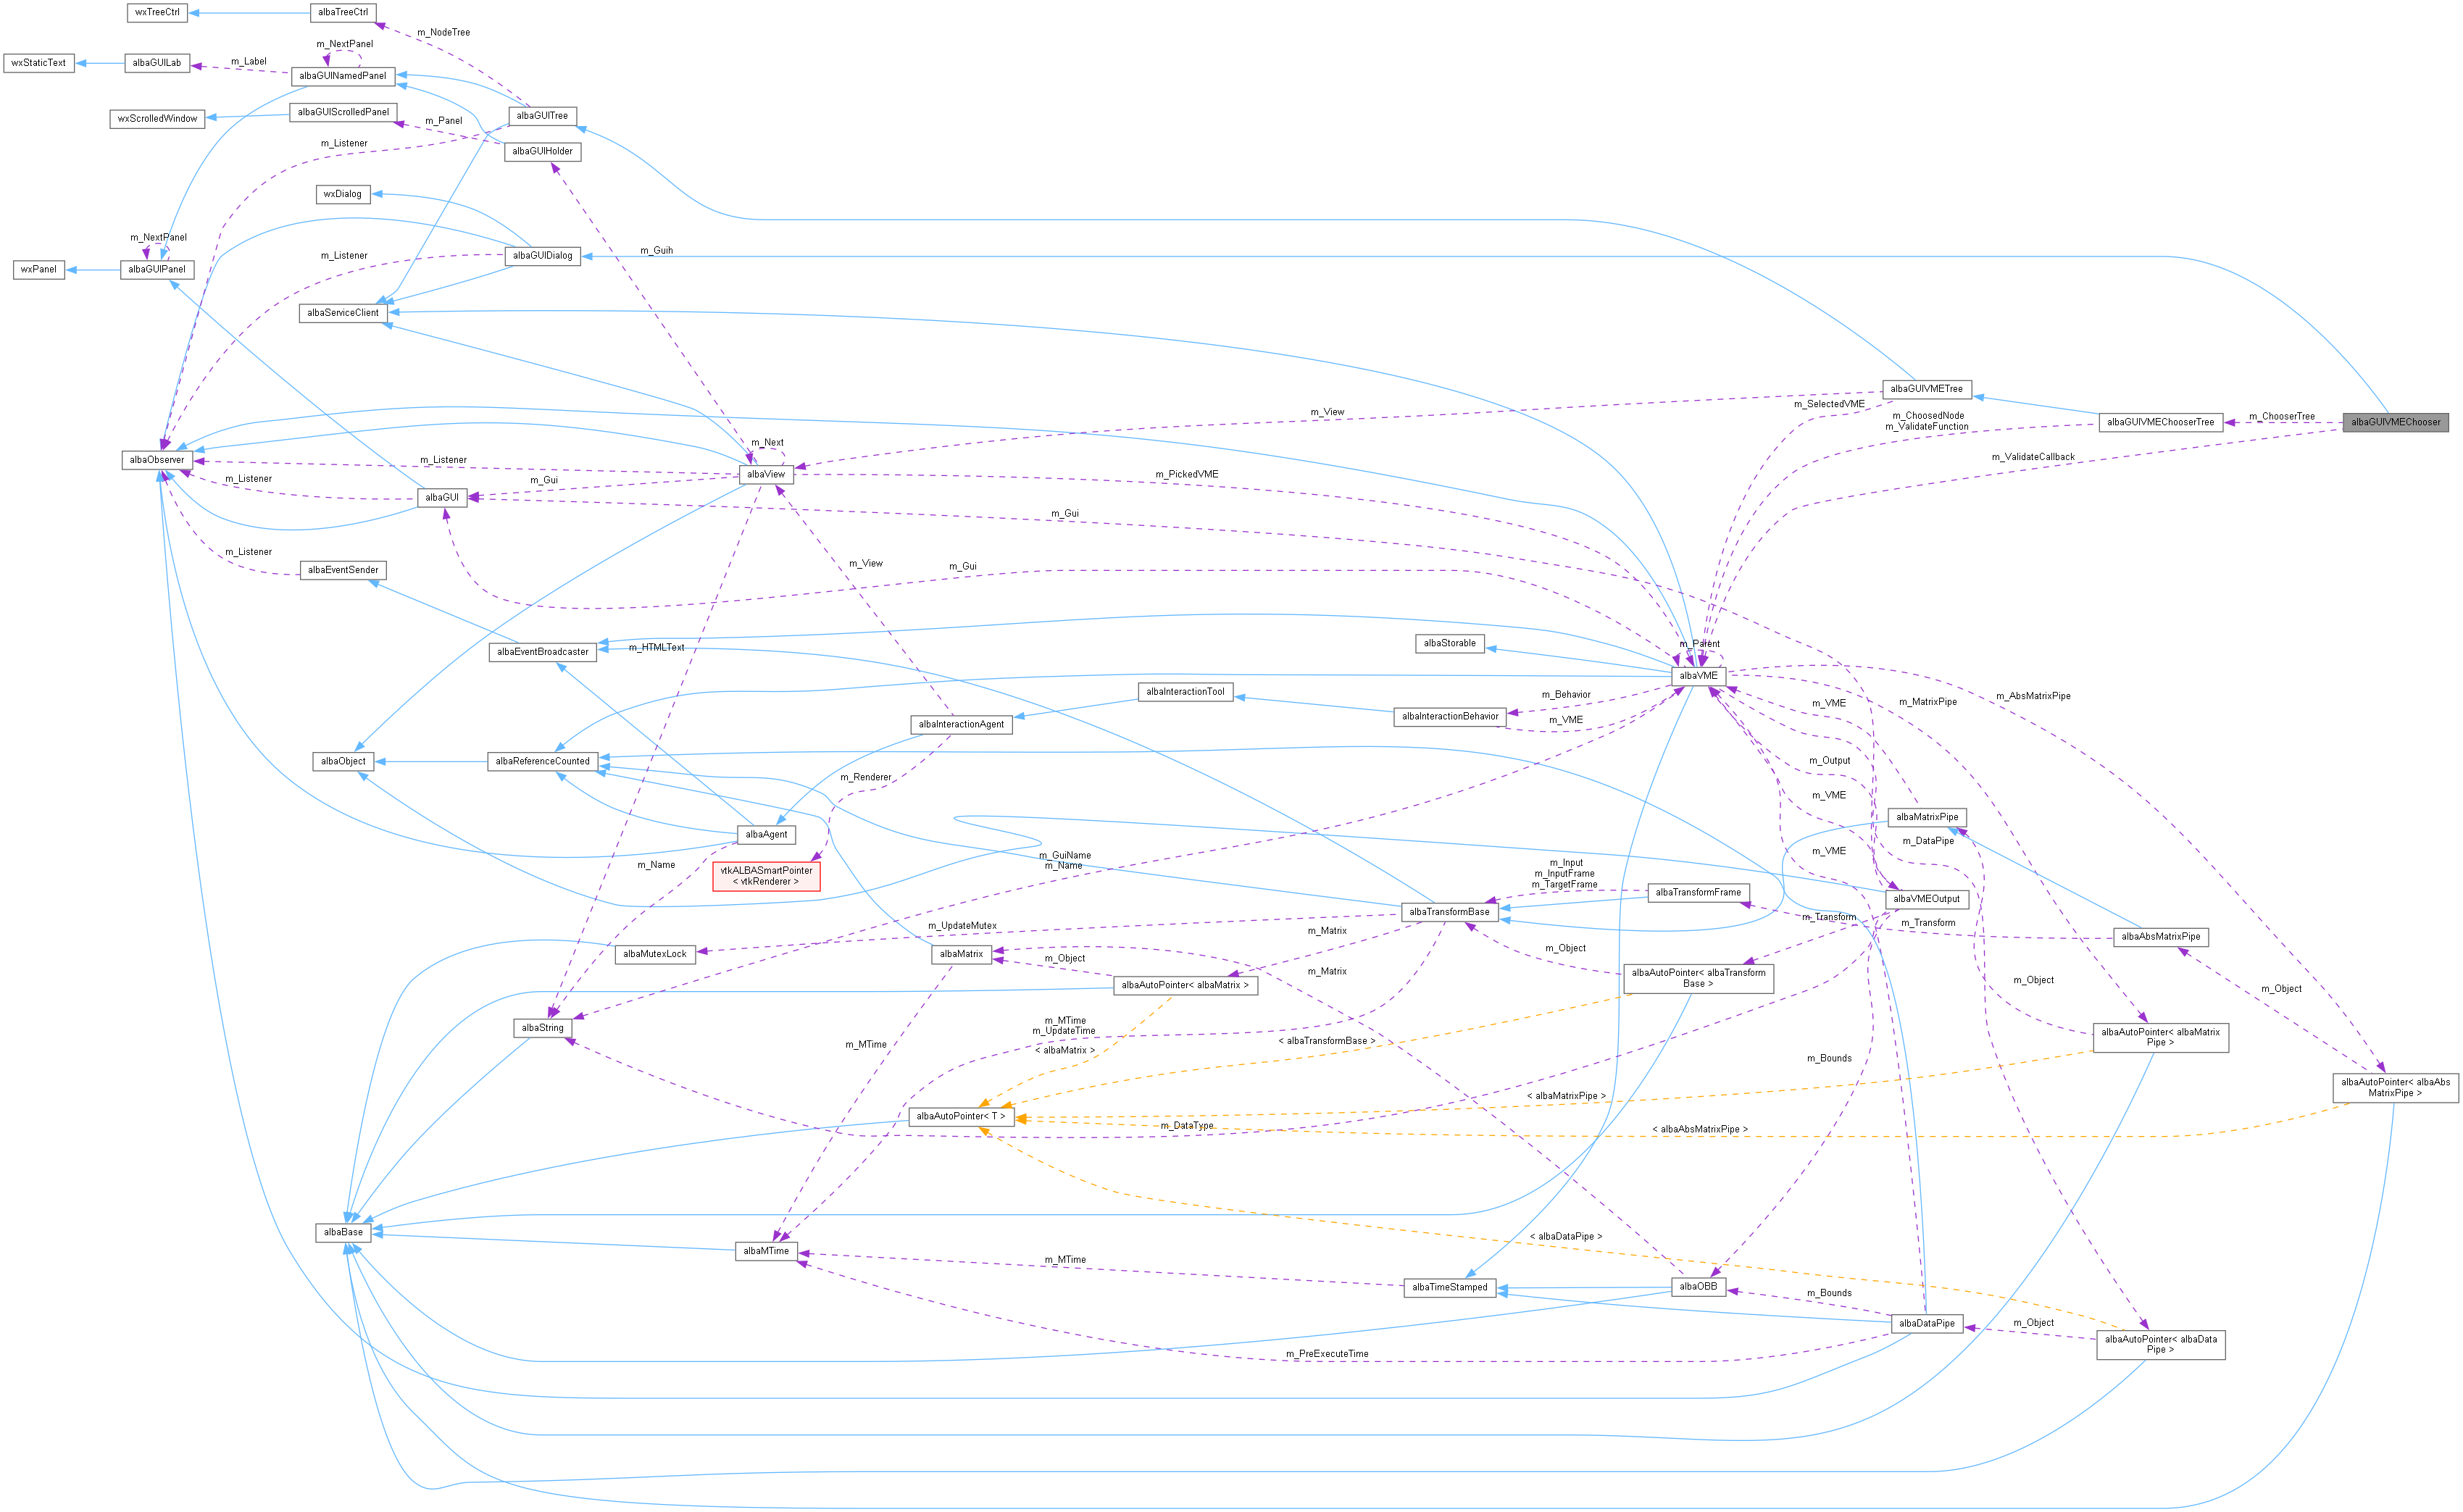 wxTreeCtrl
albaTreeCtrl
m_NodeTree
m_NextPanel
wxStaticText
albaGUILab
m_Label
albaGUINamedPanel
wxScrolledWindow
albaGUIScrolledPanel
m_Panel
albaGUITree
m_Listener
albaGUIHolder
wxDialog
m_NextPanel
wxPanel
albaGUIPanel
m_Listener
albaGUIDialog
m_Guih
albaServiceClient
albaGUIVMETree
m_View
m_SelectedVME
m_ChoosedNode
m_ValidateFunction
albaGUIVMEChooserTree
m_ChooserTree
albaGUIVMEChooser
albaObserver
m_Listener
m_Next
albaView
m_PickedVME
m_ValidateCallback
m_Listener
albaGUI
m_Gui
m_Gui
m_Listener
albaEventSender
m_View
m_Gui
albaEventBroadcaster
m_HTMLText
albaStorable
m_Parent
albaVME
albaInteractionTool
m_Behavior
m_AbsMatrixPipe
albaInteractionAgent
albaInteractionBehavior
m_VME
m_VME
m_MatrixPipe
albaObject
albaReferenceCounted
m_Renderer
m_Output
albaAgent
m_VME
albaMatrixPipe
m_Name
m_GuiName
m_Name
m_VME
m_DataPipe
vtkALBASmartPointer
< vtkRenderer >
m_Input
m_InputFrame
m_TargetFrame
albaTransformFrame
albaVMEOutput
albaTransformBase
m_UpdateMutex
m_Transform
m_Transform
albaAbsMatrixPipe
albaMutexLock
albaMatrix
m_Matrix
m_Object
m_Object
m_Matrix
albaAutoPointer< albaMatrix >
albaAutoPointer< albaTransform
Base >
m_Object
m_Object
albaString
m_MTime
m_UpdateTime
m_MTime
< albaMatrix >
< albaTransformBase >
albaAutoPointer< albaMatrix
Pipe >
m_Bounds
albaAutoPointer< albaAbs
MatrixPipe >
albaAutoPointer< T >
< albaMatrixPipe >
m_DataType
< albaAbsMatrixPipe >
albaBase
albaMTime
< albaDataPipe >
m_MTime
albaTimeStamped
albaOBB
m_Bounds
albaDataPipe
m_Object
albaAutoPointer< albaData
Pipe >
m_PreExecuteTime